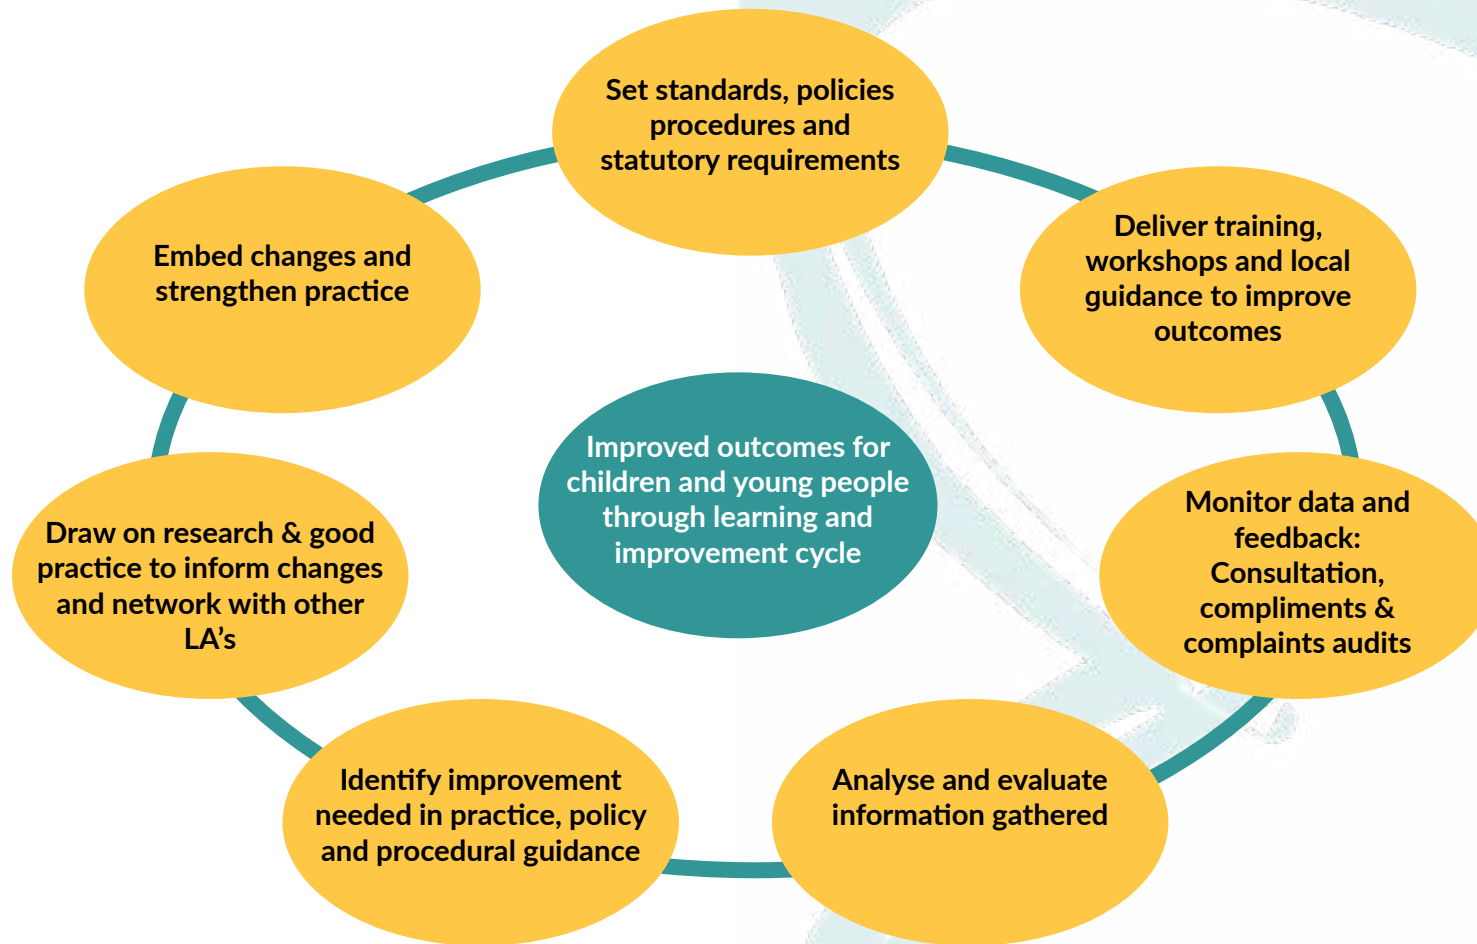 Set standards, policies
procedures and
statutory requirements
Deliver training,
workshops and local
guidance to improve
outcomes
Monitor data and
feedback:
Consultation,
compliments &
complaints audits
Analyse and evaluate
information gathered
Identify improvement
needed in practice, policy
and procedural guidance
Draw on research & good
practice to inform changes
and network with other
LA’s
Embed changes and
strengthen practice
Improved outcomes for
children and young people
through learning and
improvement cycle